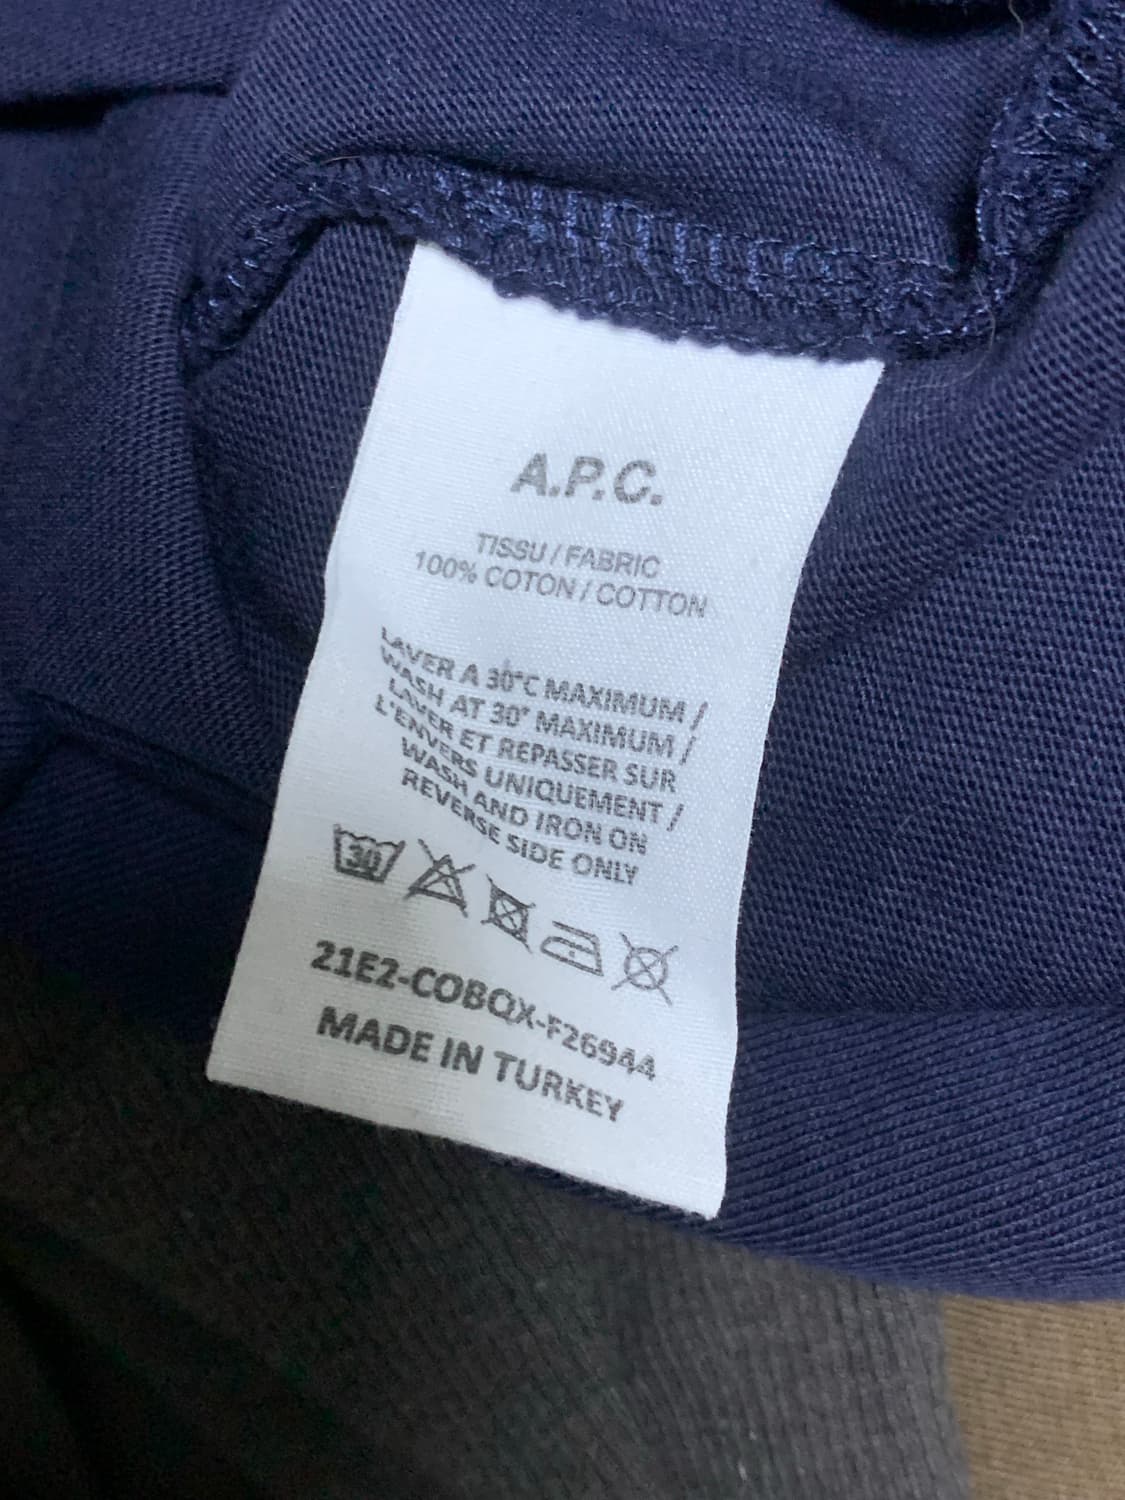 A.P.C.
TISSU / FABRIC
100% COTON / COTTON
LAVER A 30°C MAXIMUM /
WASH AT 30° MAXIMUM /
LAVER ET REPASSER SUR
L'ENVERS UNIQUEMENT /
WASH AND IRON ON
REVERSE SIDE ONLY
30
21E2-COBQX-F26944
MADE IN TURKEY